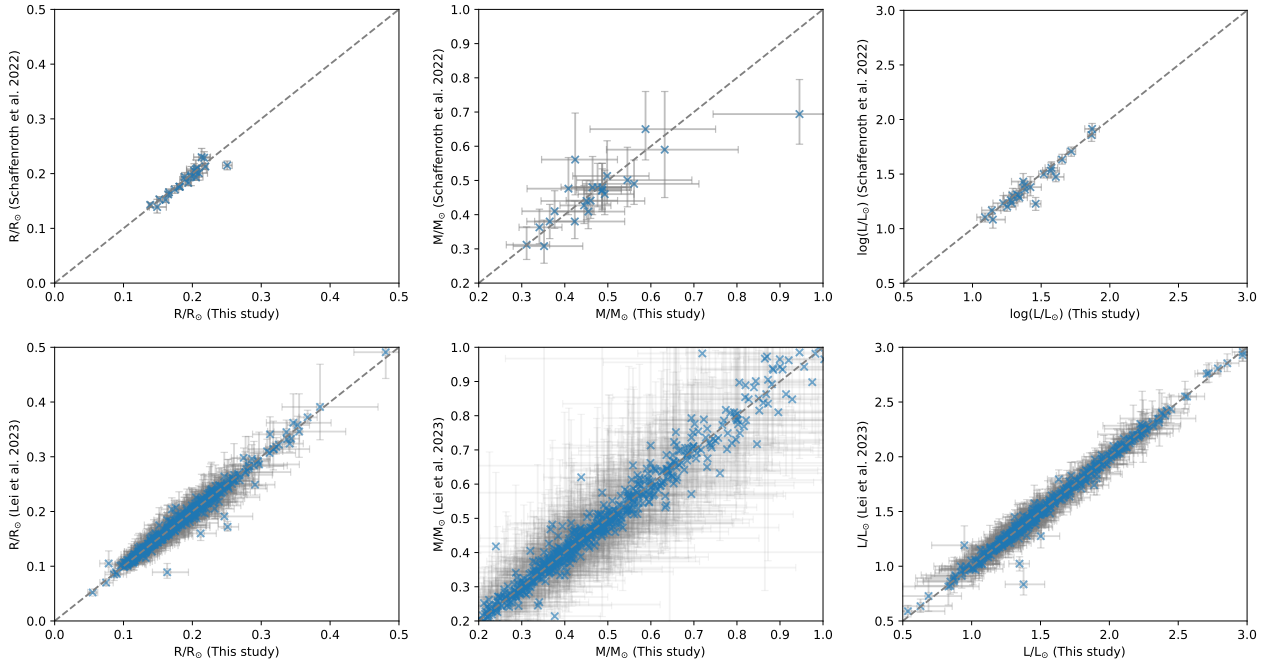 0.5
0.4
0.3
0.2
0.1
0.0
R/R☉ (Schaffenroth et al. 2022)
0.0 0.1 0.2 0.3 0.4 0.5
R/R☉ (This study)
1.0
0.9
0.8
0.7
0.6
0.5
0.4
0.3
0.2
M/M☉ (Schaffenroth et al. 2022)
0.2 0.3 0.4 0.5 0.6 0.7 0.8 0.9 1.0
M/M☉ (This study)
3.0
2.5
2.0
1.5
1.0
0.5
log(L/L☉) (Schaffenroth et al. 2022)
0.5 1.0 1.5 2.0 2.5 3.0
log(L/L☉) (This study)
0.5
0.4
0.3
0.2
0.1
0.0
R/R☉ (Lei et al. 2023)
0.0 0.1 0.2 0.3 0.4 0.5
R/R☉ (This study)
1.0
0.9
0.8
0.7
0.6
0.5
0.4
0.3
0.2
M/M☉ (Lei et al. 2023)
0.2 0.3 0.4 0.5 0.6 0.7 0.8 0.9 1.0
M/M☉ (This study)
3.0
2.5
2.0
1.5
1.0
0.5
L/L☉ (Lei et al. 2023)
0.5 1.0 1.5 2.0 2.5 3.0
L/L☉ (This study)